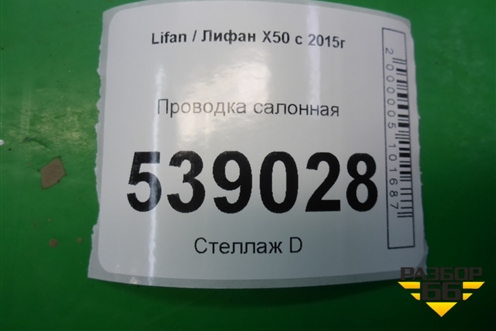 Lifan / Лифан X50 с 2015г
Проводка салонная
539028
Стеллаж D
2000005101687
РАЗБОР
66